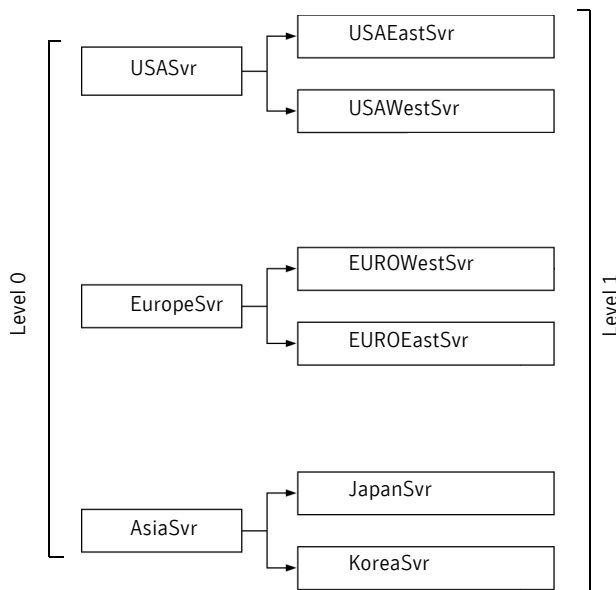 Level 0
USASvr
USAEastSvr
USAWestSvr
EuropeSvr
EUROWestSvr
EUROEastSvr
AsiaSvr
JapanSvr
KoreaSvr
Level 1